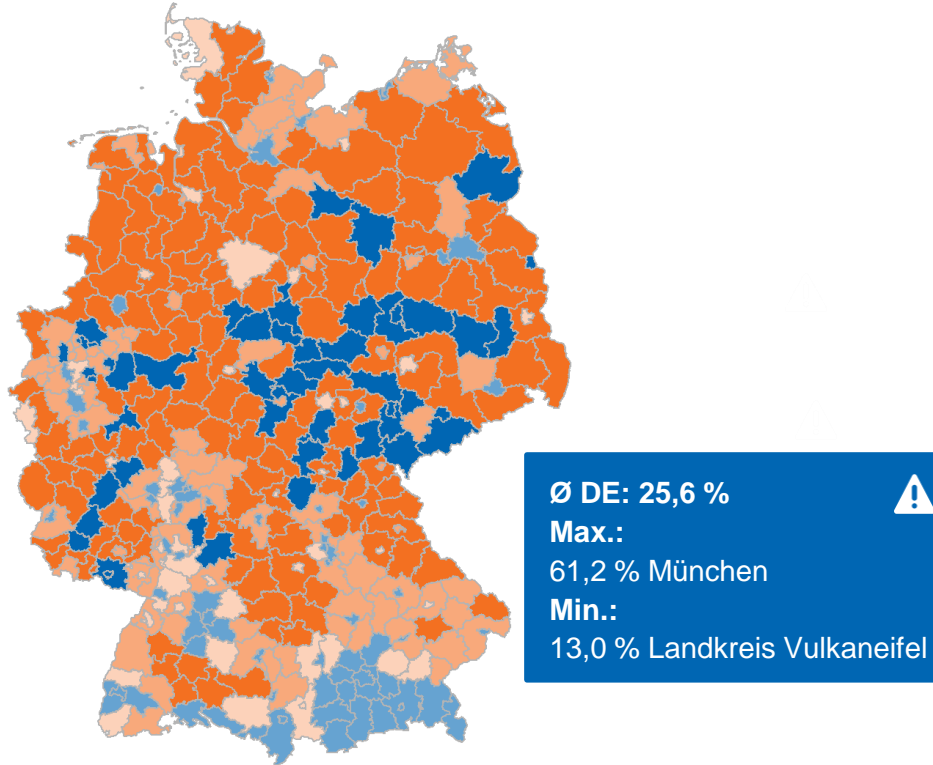 Ø DE: 25,6 %
Max.:
61,2 % München
Min.:
13,0 % Landkreis Vulkaneifel